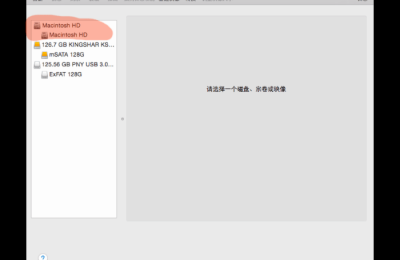 Macintosh HD
Macintosh HD
126.7 GB KINGSHAR KS...
mSATA 128G
125.56 GB PNY USB 3.0...
ExFAT 128G
请选择一个磁盘、宗卷或映像
?